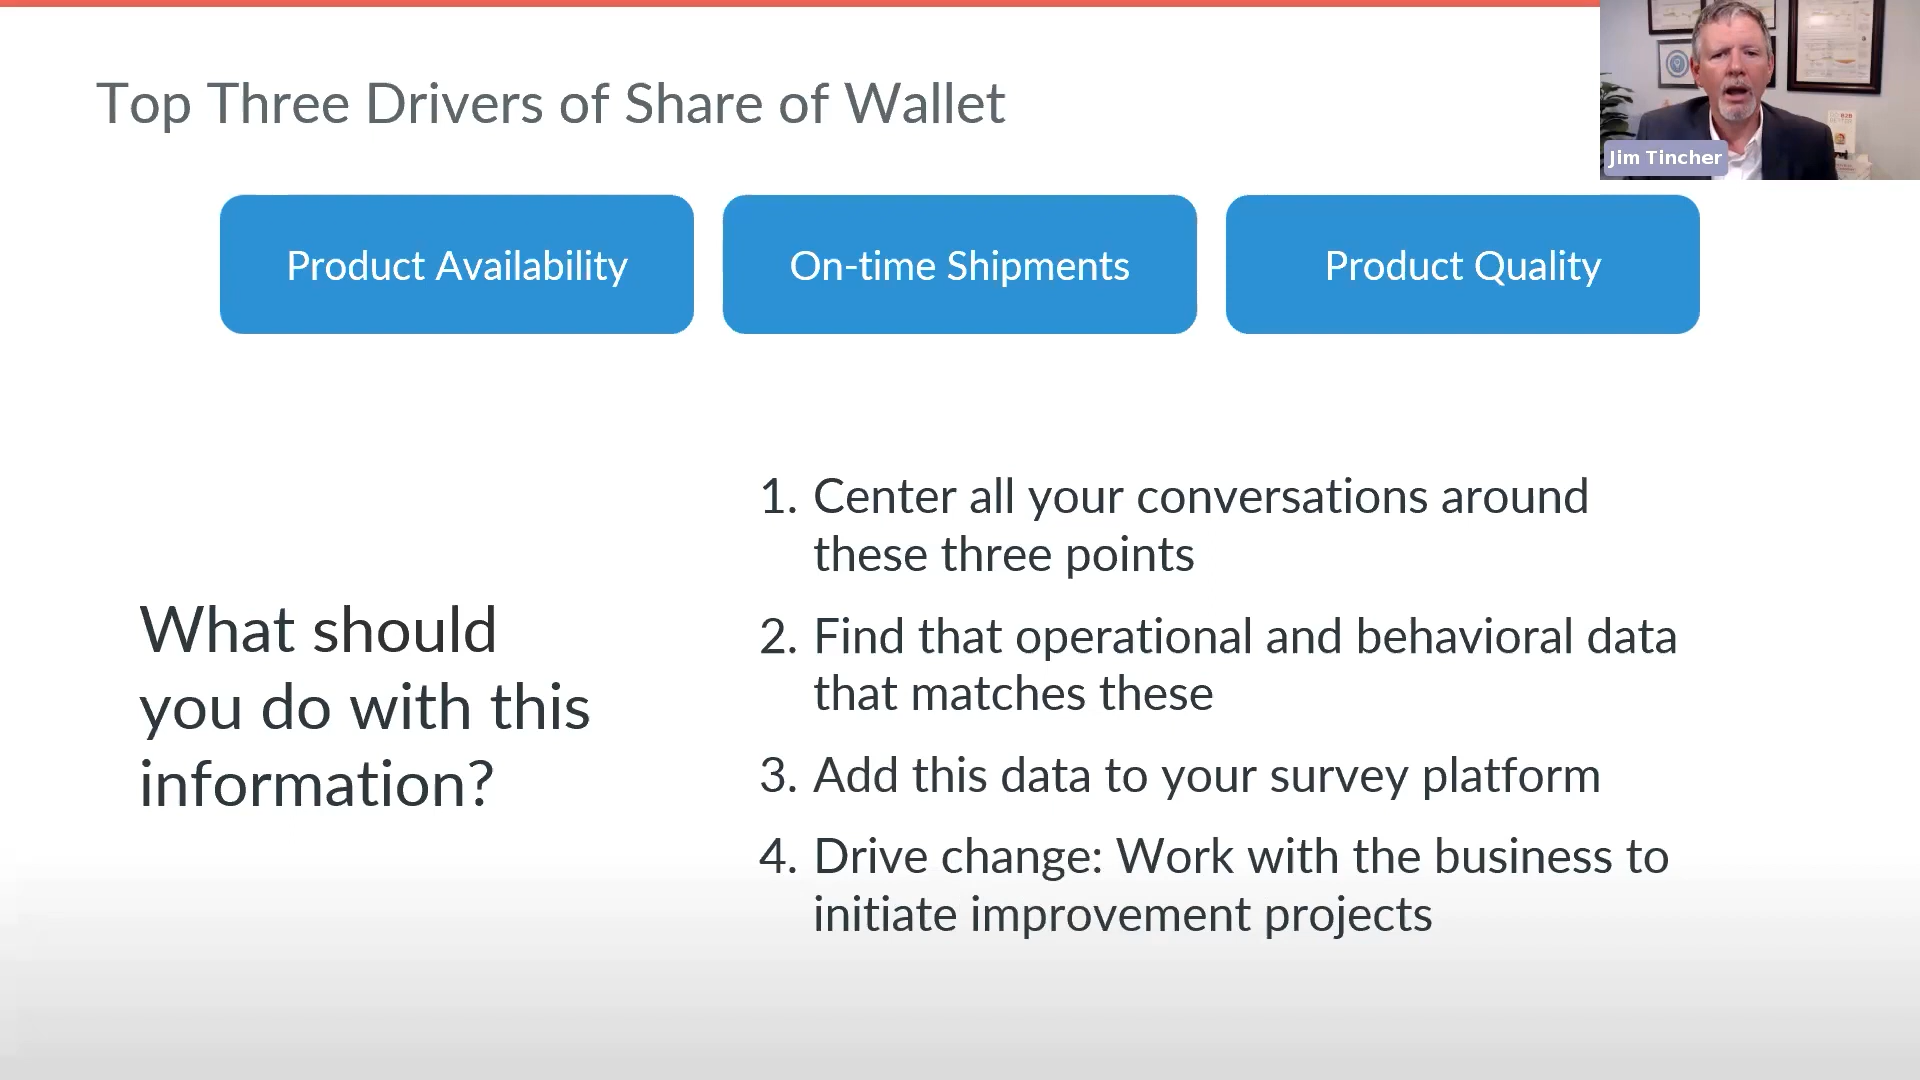 Top Three Drivers of Share of Wallet
Jim Tincher
Product Availability
On-time Shipments
Product Quality
What should
you do with this
information?
1. Center all your conversations around
these three points
2. Find that operational and behavioral data
that matches these
3. Add this data to your survey platform
4. Drive change: Work with the business to
initiate improvement projects